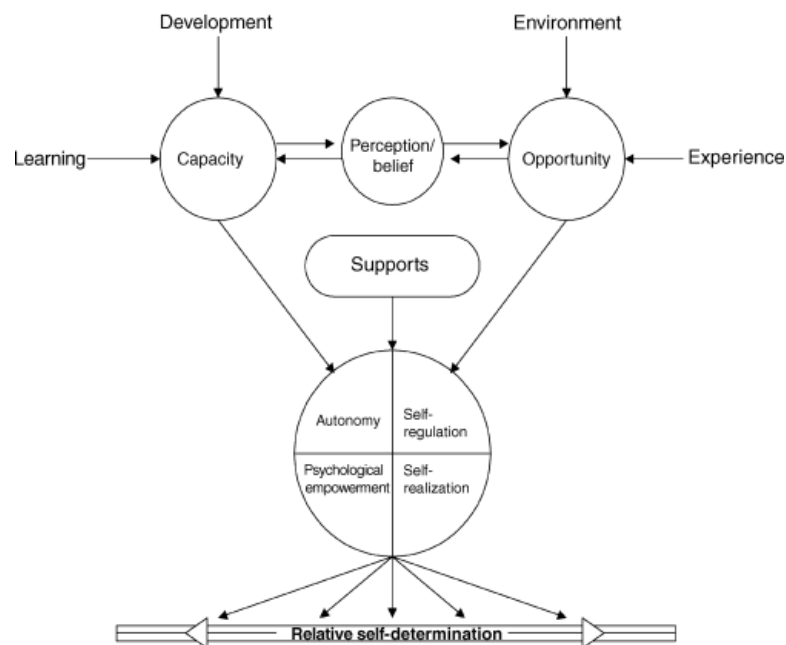 Development
Environment
Learning
Capacity
Perception/
belief
Opportunity
Experience
Supports
Autonomy
Self-
regulation
Psychological
empowerment
Self-
realization
Relative self-determination